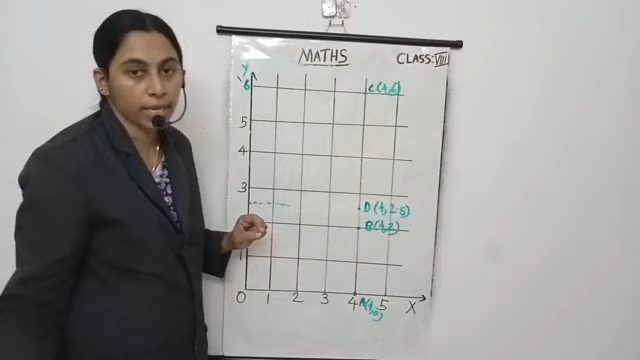 MATHS
CLASS: VIII
Y
6
C(4,6)
5
4
3
D(4, 2.5)
B(4,2)
1
0 1 2 3 4 A(4,0) 5 X